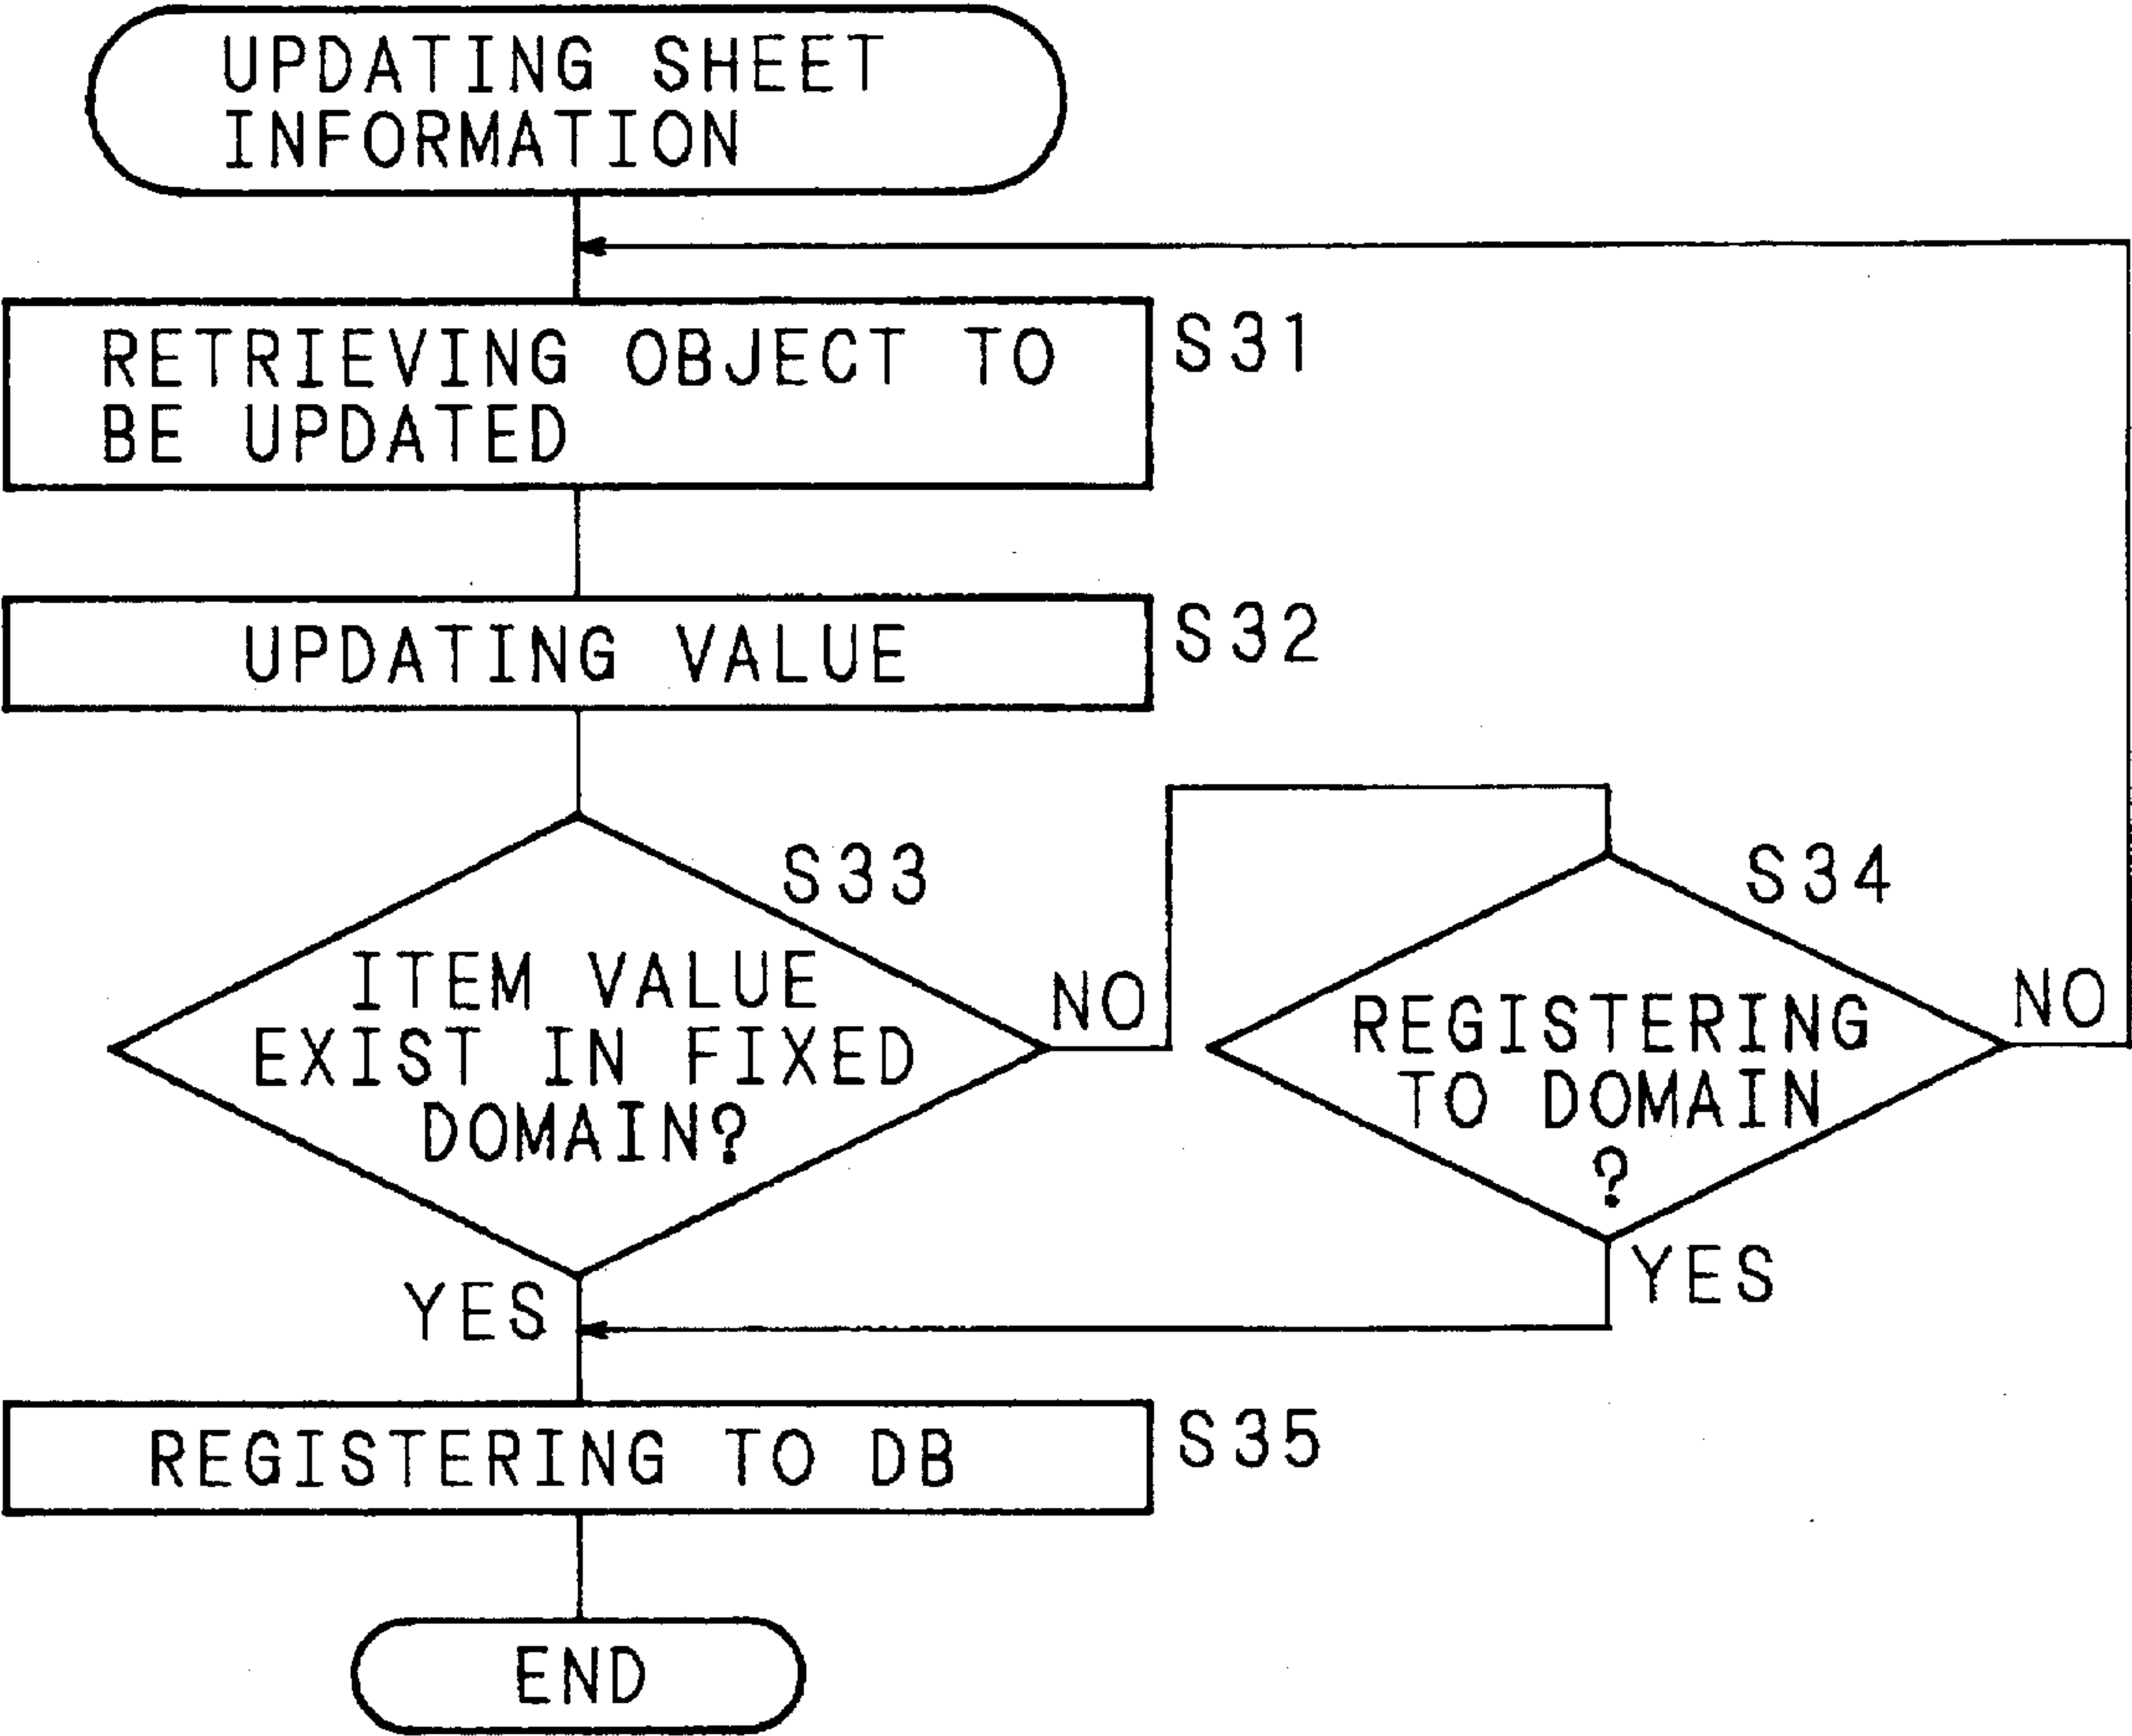 UPDATING SHEET
INFORMATION
RETRIEVING OBJECT TO
BE UPDATED
S31
UPDATING VALUE
S32
S33
ITEM VALUE
EXIST IN FIXED
DOMAIN?
NO
YES
S34
REGISTERING
TO DOMAIN
?
NO
YES
REGISTERING TO DB
S35
END